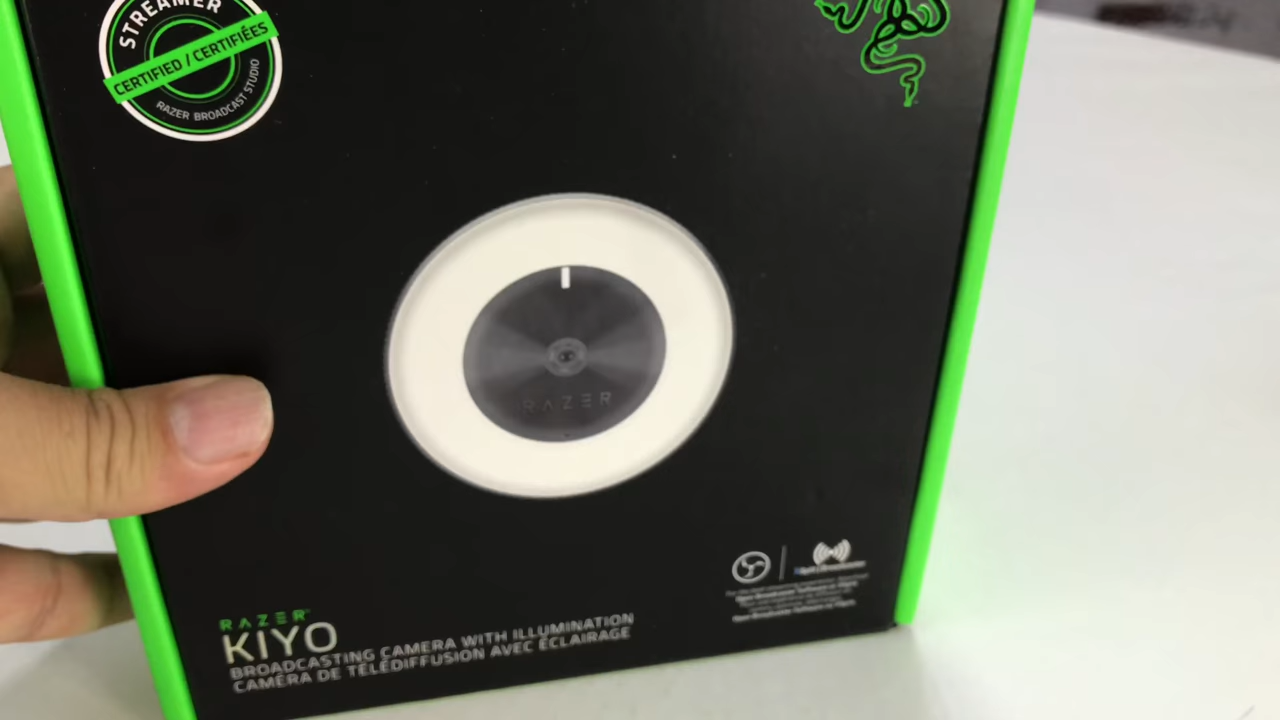 STREAMER
CERTIFIED / CERTIFIÉES
RAZER BROADCAST STUDIO
RAZER
RAZER
KIYO
BROADCASTING CAMERA WITH ILLUMINATION
CAMÉRA DE TÉLÉDIFFUSION AVEC ÉCLAIRAGE